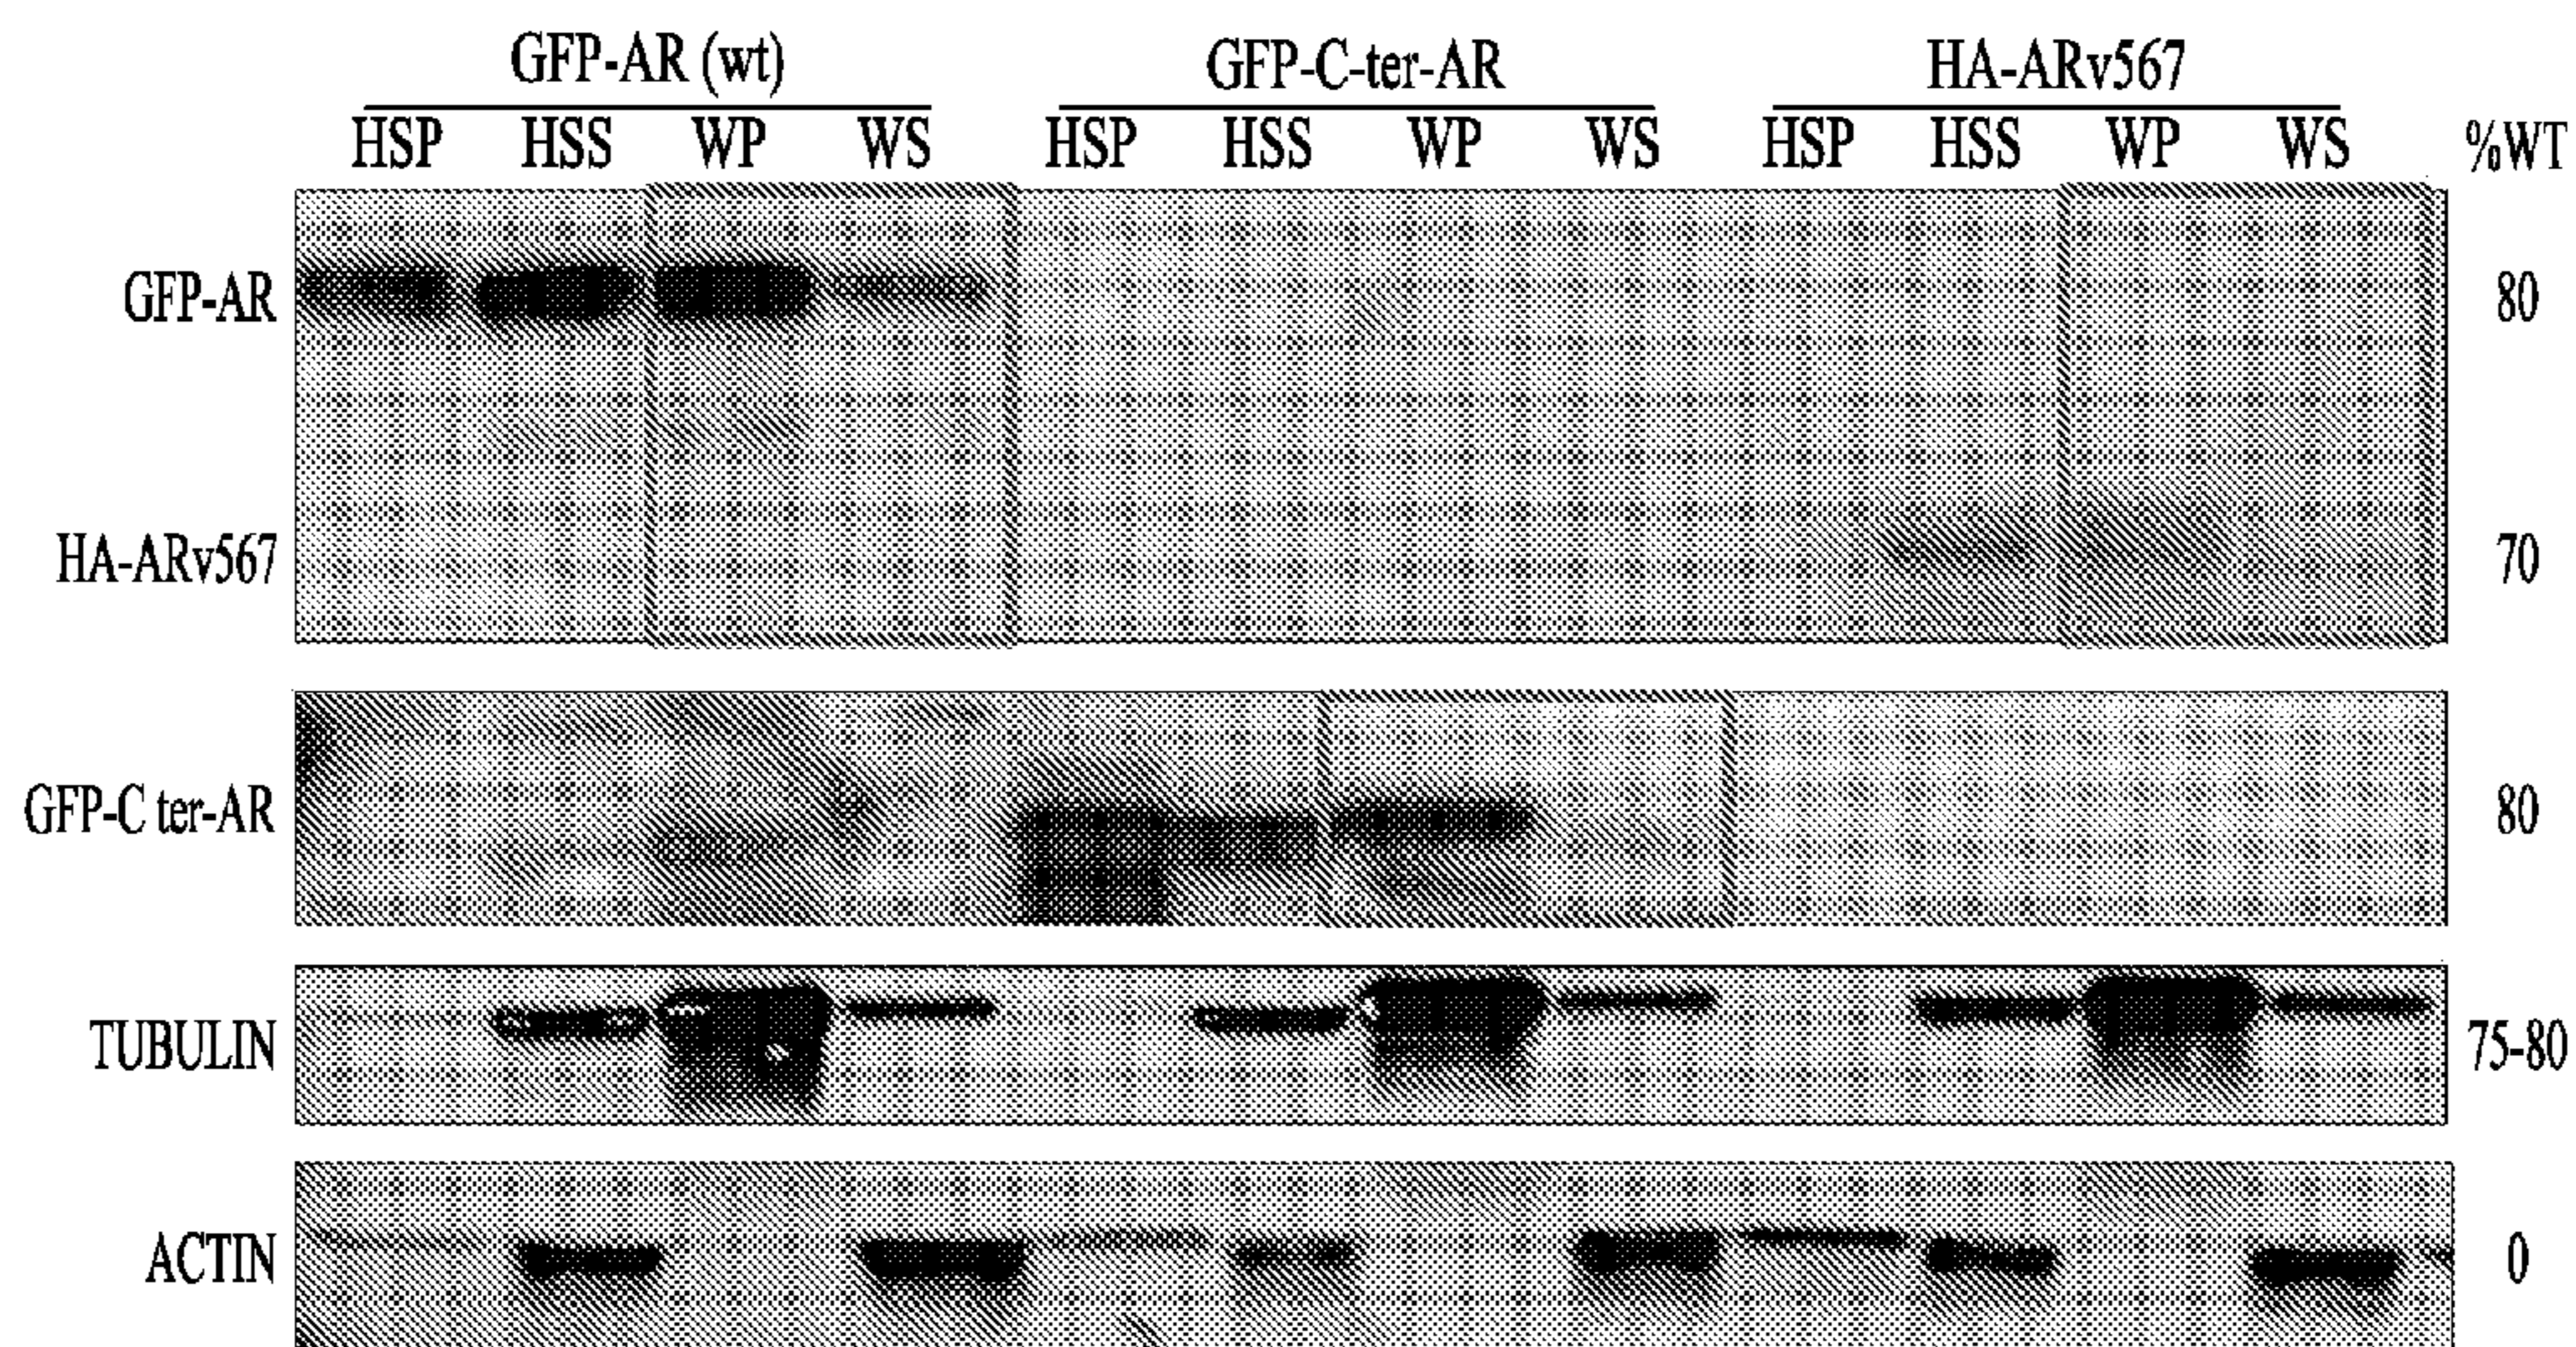 GFP-AR (wt) GFP-C-ter-AR HA-ARv567
HSP HSS WP WS HSP HSS WP WS HSP HSS WP WS %WT
GFP-AR 80
HA-ARv567 70
GFP-C ter-AR 80
TUBULIN 75-80
ACTIN 0